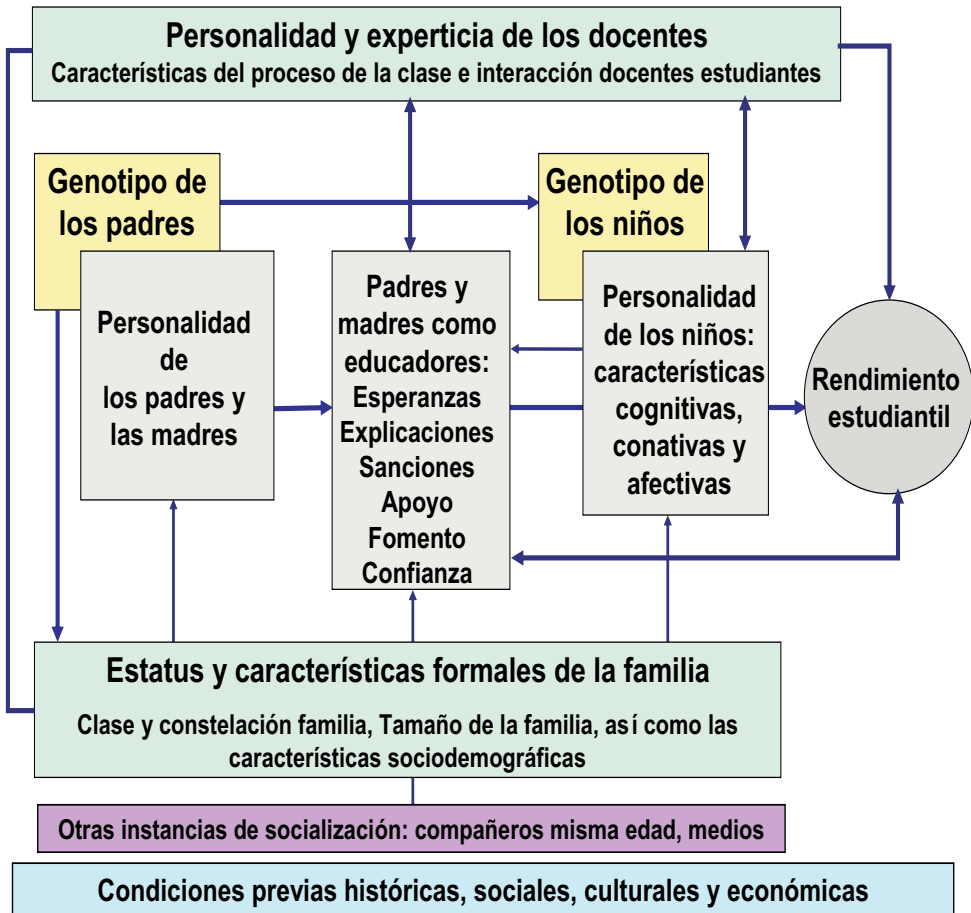 Personalidad y experticia de los docentes
Características del proceso de la clase e interacción docentes estudiantes
Genotipo de
los padres
Genotipo de
los niños
Personalidad
de
los padres y
las madres
Padres y
madres como
educadores:
Esperanzas
Explicaciones
Sanciones
Apoyo
Fomento
Confianza
Personalidad
de los niños:
características
cognitivas,
conativas y
afectivas
Rendimiento
estudiantil
Estatus y características formales de la familia
Clase y constelación familia, Tamaño de la familia, así como las
características sociodemográficas
Otras instancias de socialización: compañeros misma edad, medios
Condiciones previas históricas, sociales, culturales y económicas